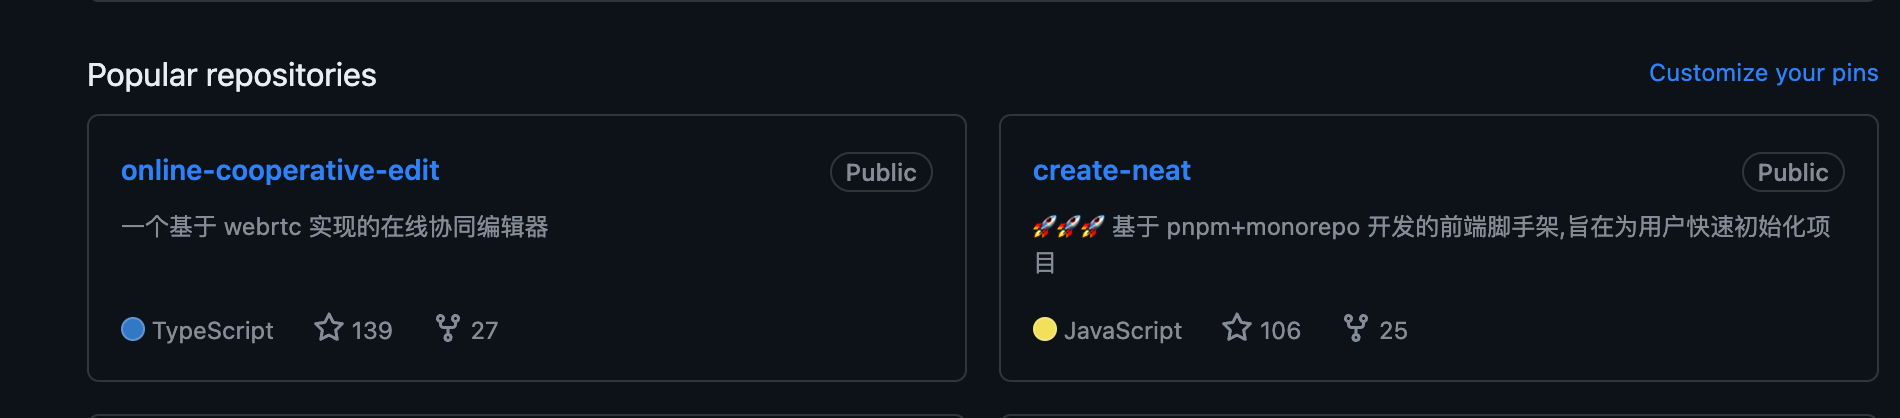 Popular repositories
Customize your pins
online-cooperative-edit
Public
一个基于 webrtc 实现的在线协同编辑器
TypeScript
139
27
create-neat
Public
🚀🚀🚀 基于 pnpm+monorepo 开发的前端脚手架,旨在为用户快速初始化项
目
JavaScript
106
25